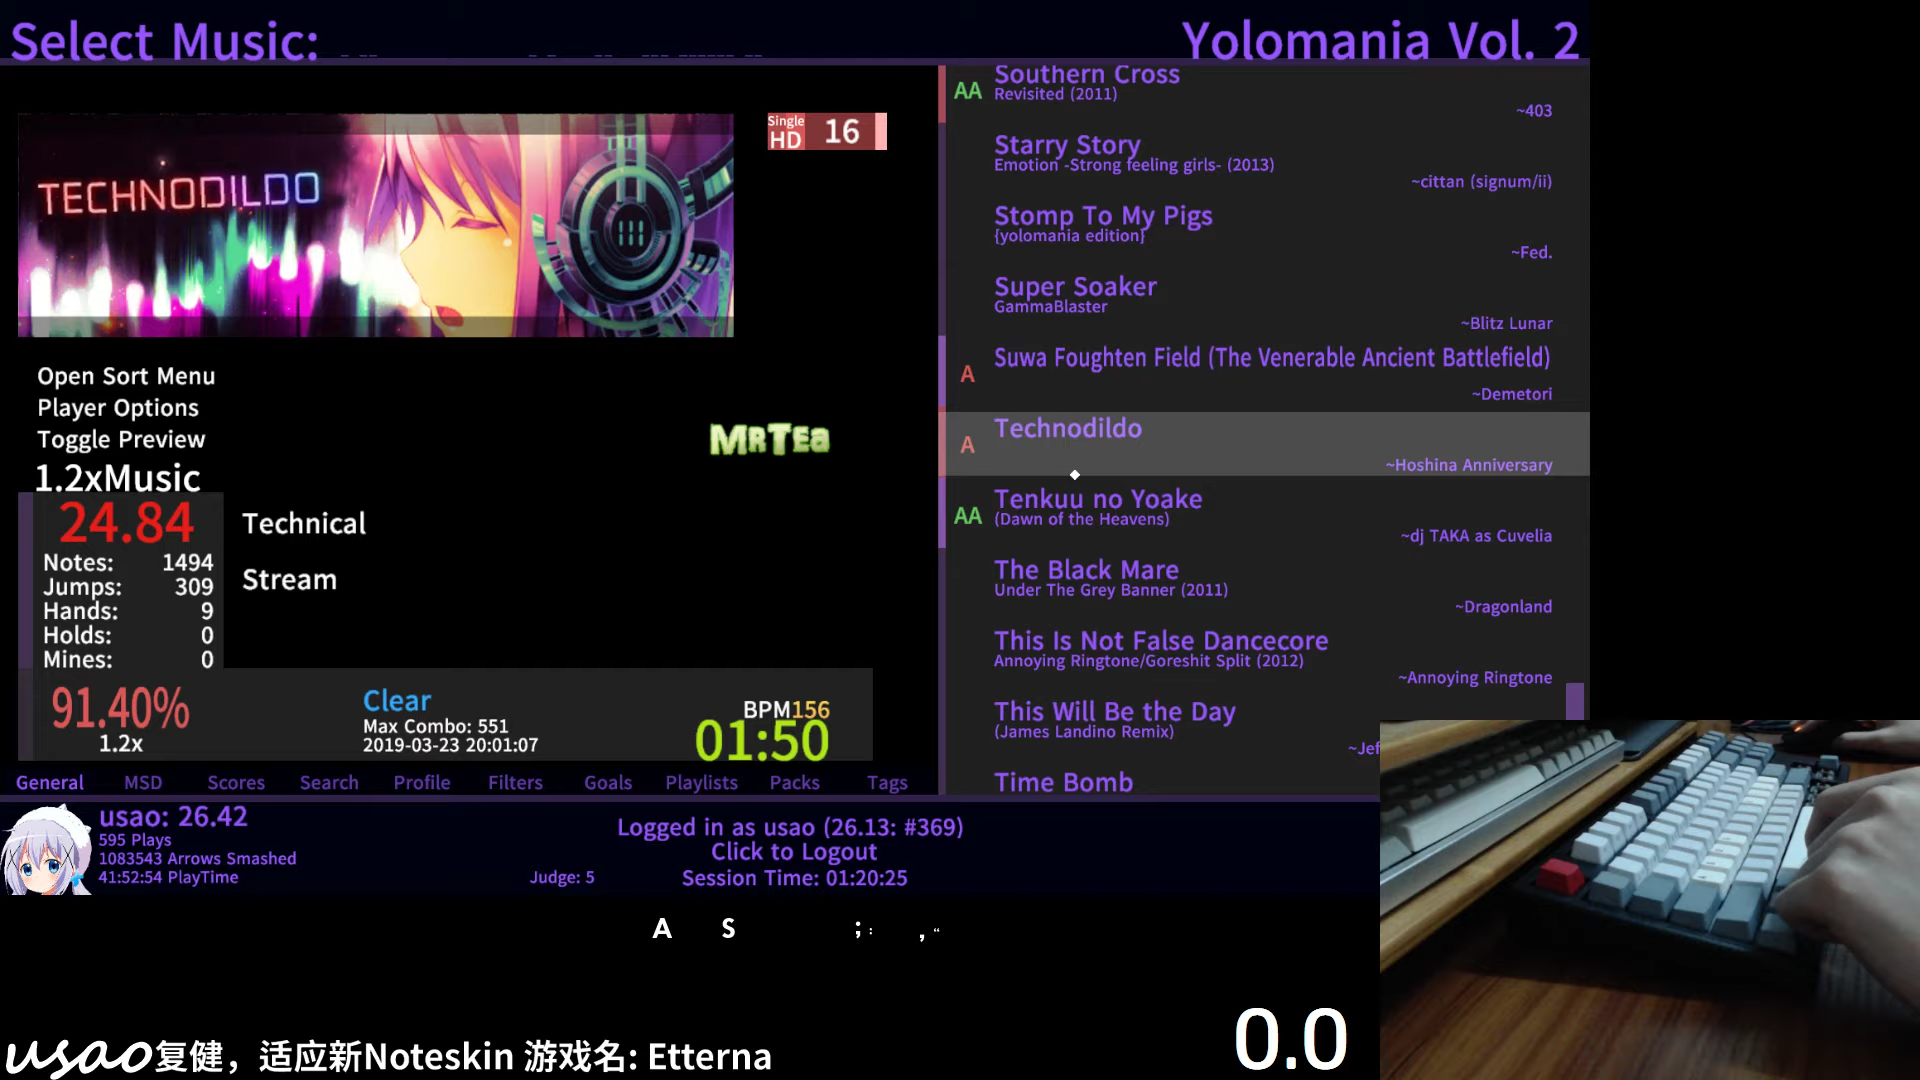 Select Music:
Yolomania Vol. 2
TECHNODILDO
Single
HD
16
Open Sort Menu
Player Options
Toggle Preview
1.2xMusic
MRTEA
24.84
Technical
Stream
Notes: 1494
Jumps: 309
Hands: 9
Holds: 0
Mines: 0
91.40%
1.2x
Clear
Max Combo: 551
2019-03-23 20:01:07
BPM156
01:50
General MSD Scores Search Profile Filters Goals Playlists Packs Tags
AA
Southern Cross
Revisited (2011)
~403
Starry Story
Emotion -Strong feeling girls- (2013)
~cittan (signum/ii)
Stomp To My Pigs
{yolomania edition}
~Fed.
Super Soaker
GammaBlaster
~Blitz Lunar
A
Suwa Foughten Field (The Venerable Ancient Battlefield)
~Demetori
A
Technodildo
~Hoshina Anniversary
AA
Tenkuu no Yoake
(Dawn of the Heavens)
~dj TAKA as Cuvelia
The Black Mare
Under The Grey Banner (2011)
~Dragonland
This Is Not False Dancecore
Annoying Ringtone/Goreshit Split (2012)
~Annoying Ringtone
This Will Be the Day
(James Landino Remix)
~Jef
Time Bomb
usao: 26.42
595 Plays
1083543 Arrows Smashed
41:52:54 PlayTime
Judge: 5
Logged in as usao (26.13: #369)
Click to Logout
Session Time: 01:20:25
A S ;: ,“
0.0
usao复健，适应新Noteskin 游戏名: Etterna